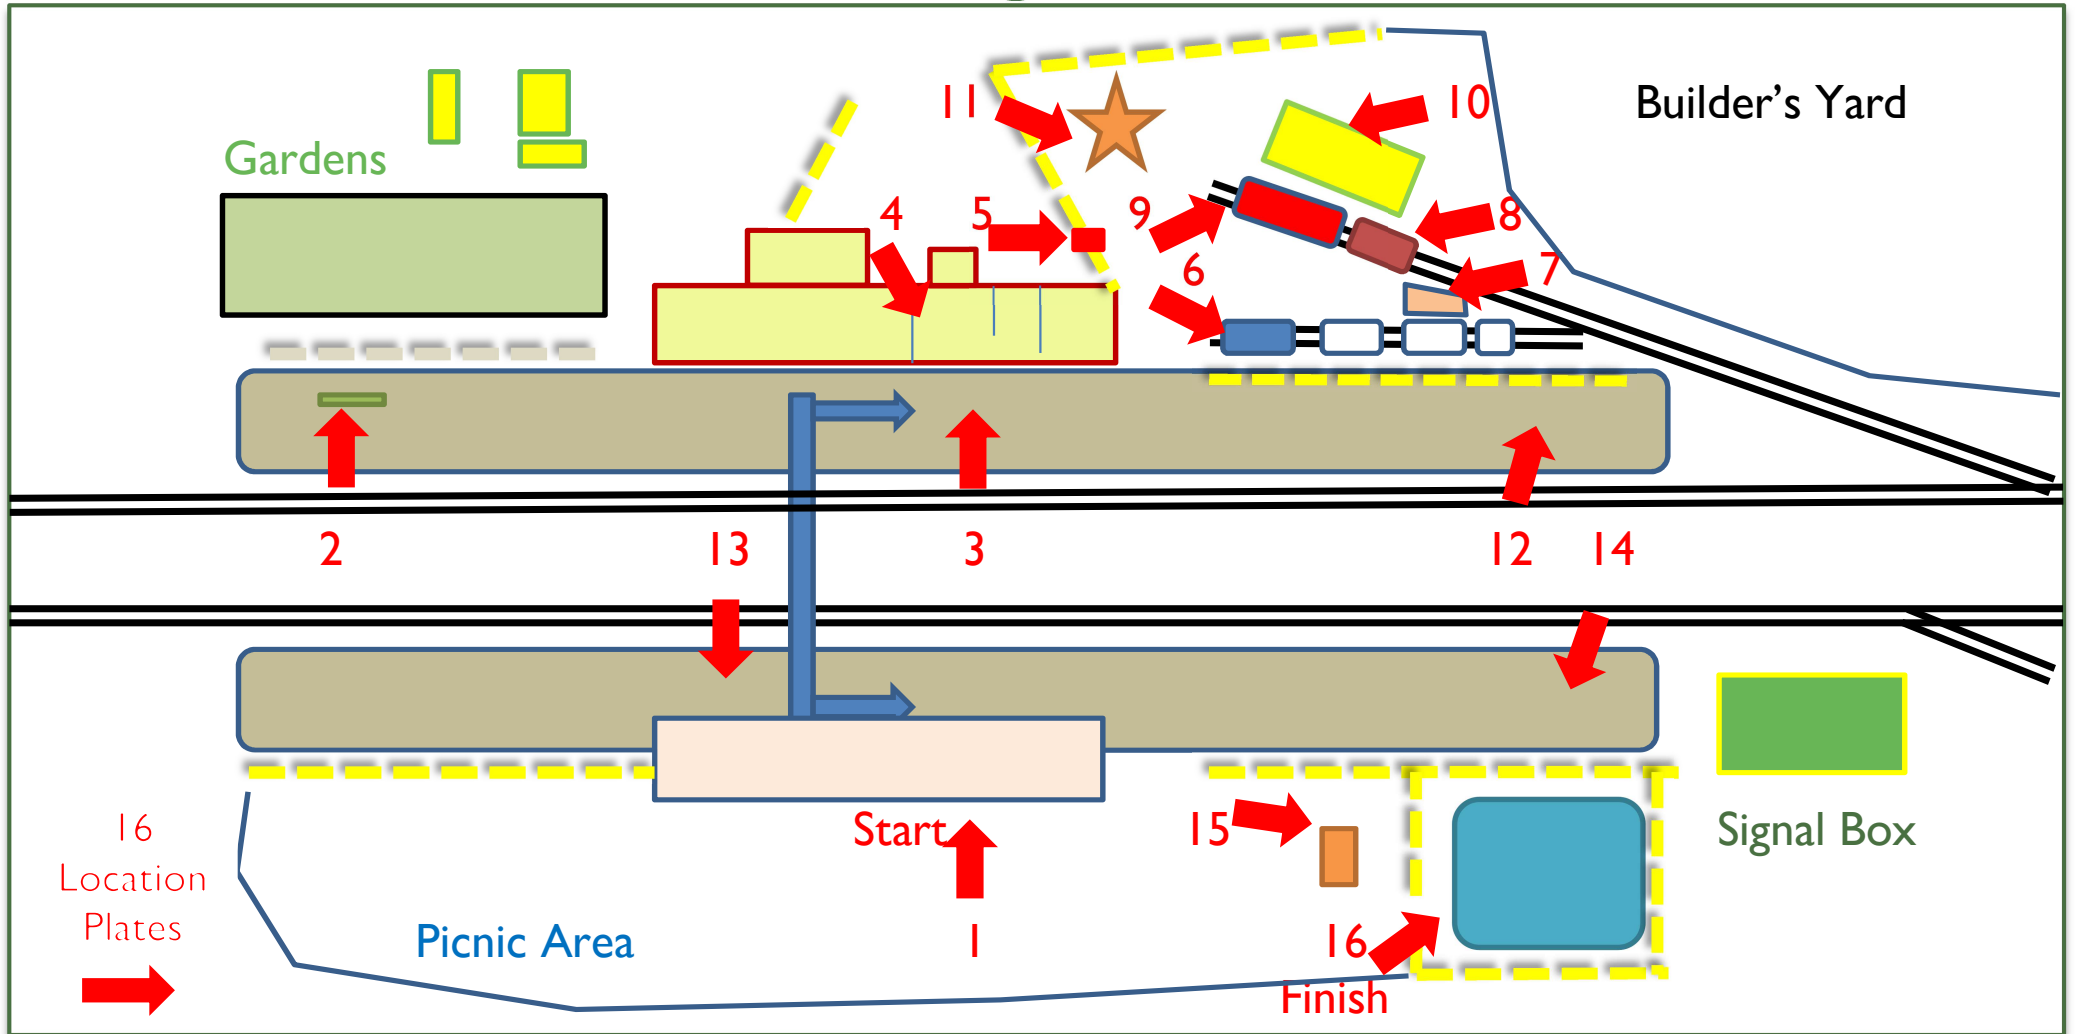 11
10
Builder's Yard
Gardens
4
5
9
8
6
7
2
13
3
12
14
Start
15
Signal Box
16
Location
Plates
Picnic Area
1
16
Finish